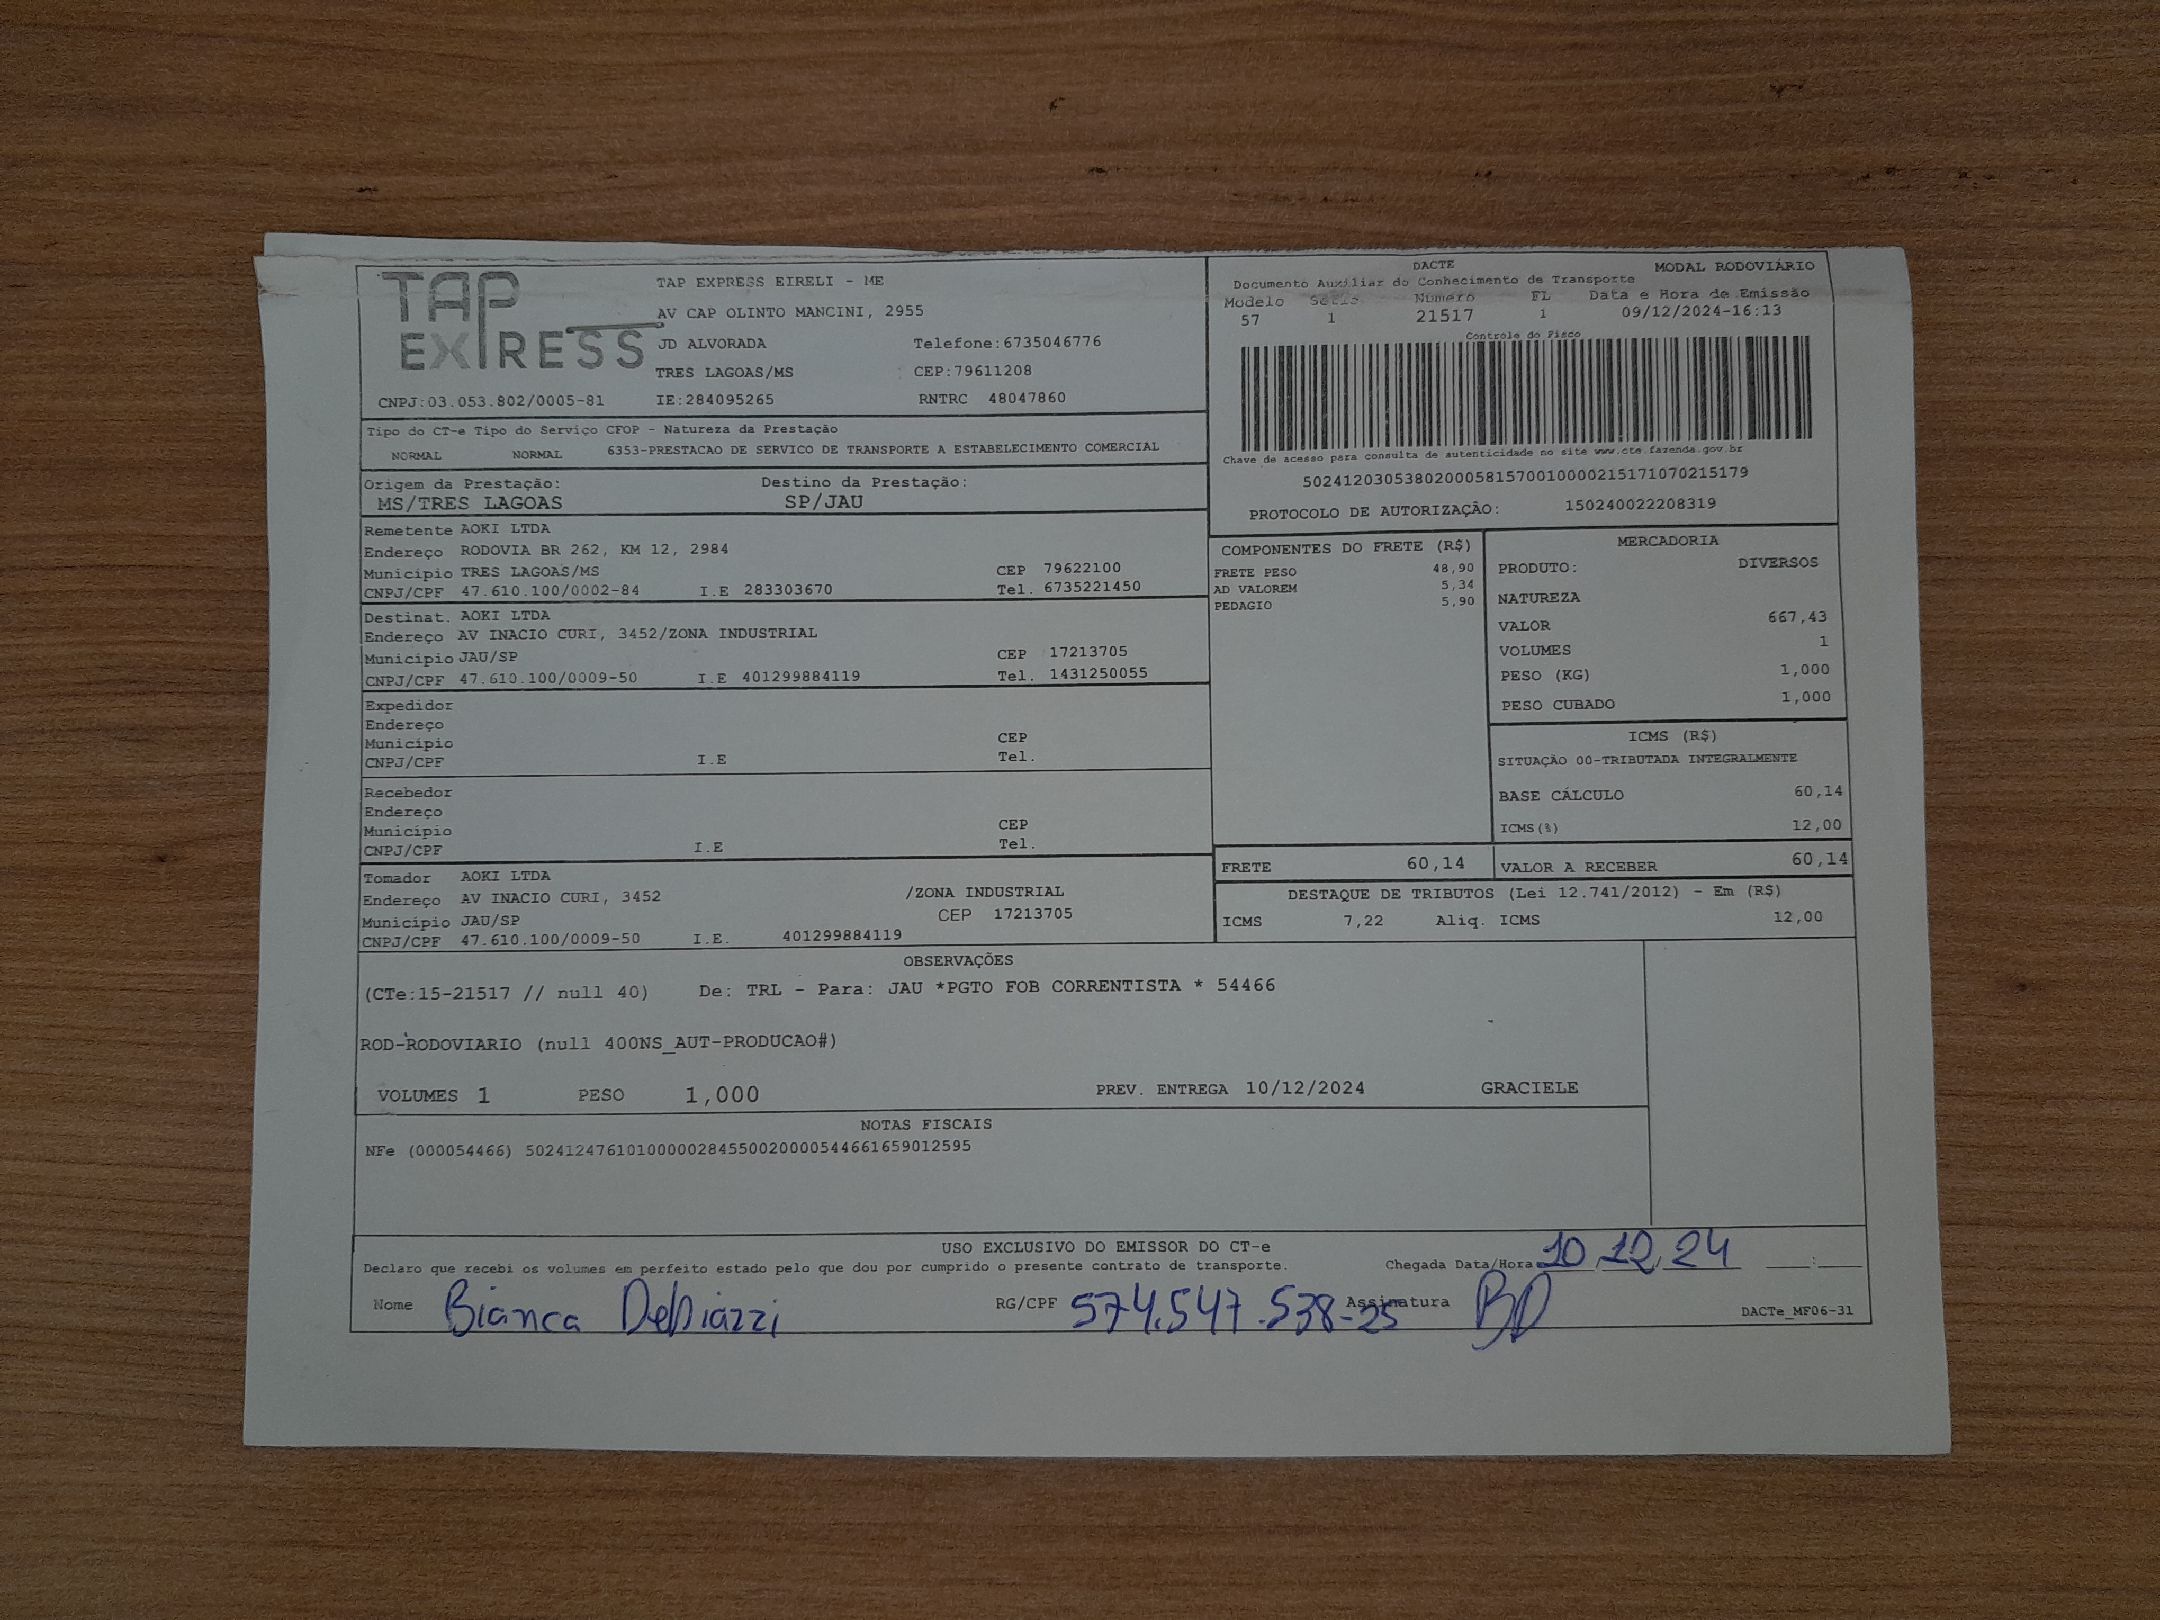 TAP
EXPRESS
TAP EXPRESS EIRELI - ME
AV CAP OLINTO MANCINI, 2955
JD ALVORADA Telefone:6735046776
TRES LAGOAS/MS CEP:79611208
CNPJ:03.053.802/0005-81 IE:284095265 RNTRC 48047860
DACTE MODAL RODOVIÁRIO
Documento Auxiliar do Conhecimento de Transporte
Modelo Série Número FL Data e Hora de Emissão
57 1 21517 1 09/12/2024-16:13
Controle do Fisco
Chave de acesso para consulta de autenticidade no site www.cte.fazenda.gov.br
50241203053802000581570010000215171070215179
PROTOCOLO DE AUTORIZAÇÃO: 150240022208319
Tipo do CT-e Tipo do Serviço CFOP - Natureza da Prestação
NORMAL NORMAL 6353-PRESTACAO DE SERVICO DE TRANSPORTE A ESTABELECIMENTO COMERCIAL
Origem da Prestação: Destino da Prestação:
MS/TRES LAGOAS SP/JAU
Remetente AOKI LTDA
Endereço RODOVIA BR 262, KM 12, 2984
Município TRES LAGOAS/MS CEP 79622100
CNPJ/CPF 47.610.100/0002-84 I.E 283303670 Tel. 6735221450
Destinat. AOKI LTDA
Endereço AV INACIO CURI, 3452/ZONA INDUSTRIAL
Município JAU/SP CEP 17213705
CNPJ/CPF 47.610.100/0009-50 I.E 401299884119 Tel. 1431250055
Expedidor
Endereço
Município CEP
CNPJ/CPF I.E Tel.
Recebedor
Endereço
Município CEP
CNPJ/CPF I.E Tel.
Tomador AOKI LTDA
Endereço AV INACIO CURI, 3452 /ZONA INDUSTRIAL
Município JAU/SP CEP 17213705
CNPJ/CPF 47.610.100/0009-50 I.E. 401299884119
COMPONENTES DO FRETE (R$)
FRETE PESO 48,90
AD VALOREM 5,34
PEDAGIO 5,90
MERCADORIA
PRODUTO: DIVERSOS
NATUREZA
VALOR 667,43
VOLUMES 1
PESO (KG) 1,000
PESO CUBADO 1,000
ICMS (R$)
SITUAÇÃO 00-TRIBUTADA INTEGRALMENTE
BASE CÁLCULO 60,14
ICMS(%) 12,00
FRETE 60,14 VALOR A RECEBER 60,14
DESTAQUE DE TRIBUTOS (Lei 12.741/2012) - Em (R$)
ICMS 7,22 Aliq. ICMS 12,00
OBSERVAÇÕES
(CTe:15-21517 // null 40) De: TRL - Para: JAU *PGTO FOB CORRENTISTA * 54466
ROD-RODOVIARIO (null 400NS_AUT-PRODUCAO#)
VOLUMES 1 PESO 1,000 PREV. ENTREGA 10/12/2024 GRACIELE
NOTAS FISCAIS
NFe (000054466) 50241247610100000284550020000544661659012595
USO EXCLUSIVO DO EMISSOR DO CT-e
Declaro que recebi os volumes em perfeito estado pelo que dou por cumprido o presente contrato de transporte. Chegada Data/Hora 10/12/24 :
Nome Bianca Debiazzi RG/CPF 574.547.538-25 Assinatura BD DACTe_MF06-31